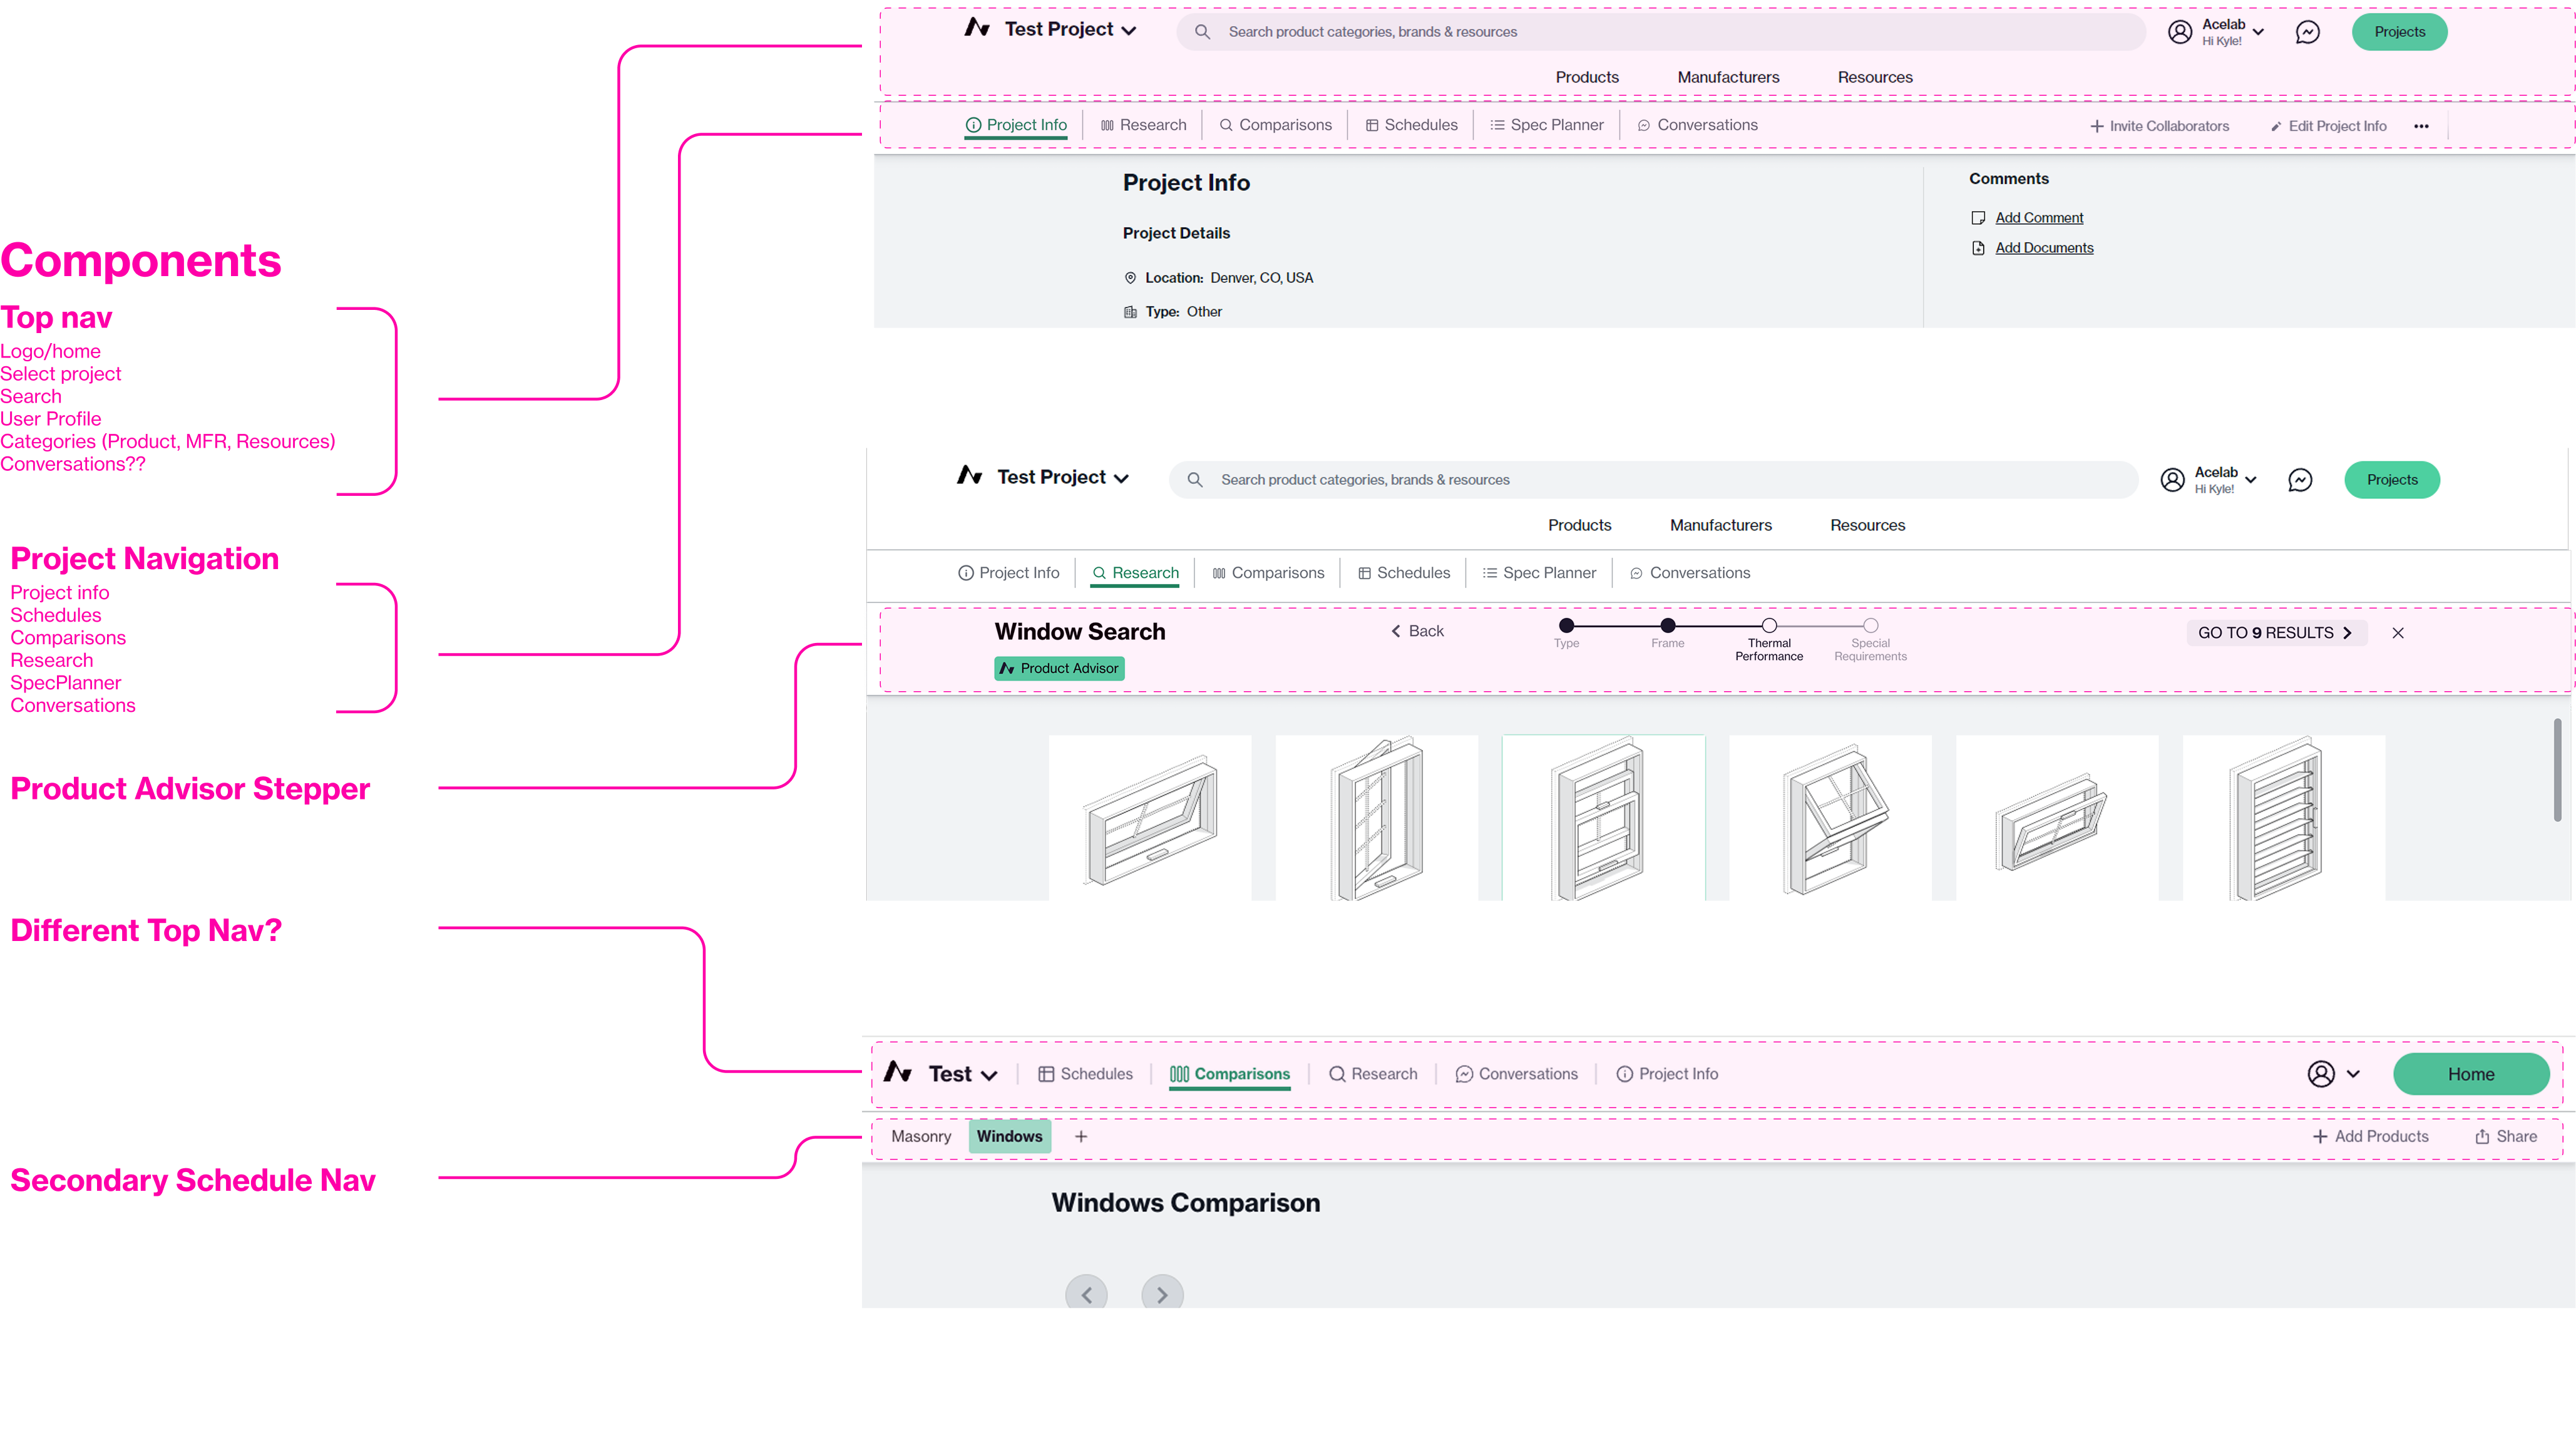 Components
Top nav
Logo/home
Select project
Search
User Profile
Categories (Product, MFR, Resources)
Conversations??
Project Navigation
Project info
Schedules
Comparisons
Research
SpecPlanner
Conversations
Product Advisor Stepper
Different Top Nav?
Secondary Schedule Nav
Test Project
Search product categories, brands & resources
Acelab
Hi Kyle!
Projects
Products Manufacturers Resources
Project Info Research Comparisons Schedules Spec Planner Conversations
Invite Collaborators Edit Project Info
Project Info
Project Details
Location: Denver, CO, USA
Type: Other
Comments
Add Comment
Add Documents
Test Project
Search product categories, brands & resources
Acelab
Hi Kyle!
Projects
Products Manufacturers Resources
Project Info Research Comparisons Schedules Spec Planner Conversations
Window Search
Product Advisor
Back
Type
Frame
Thermal
Performance
Special
Requirements
GO TO 9 RESULTS
Test Schedules Comparisons Research Conversations Project Info
Home
Masonry Windows +
Add Products Share
Windows Comparison